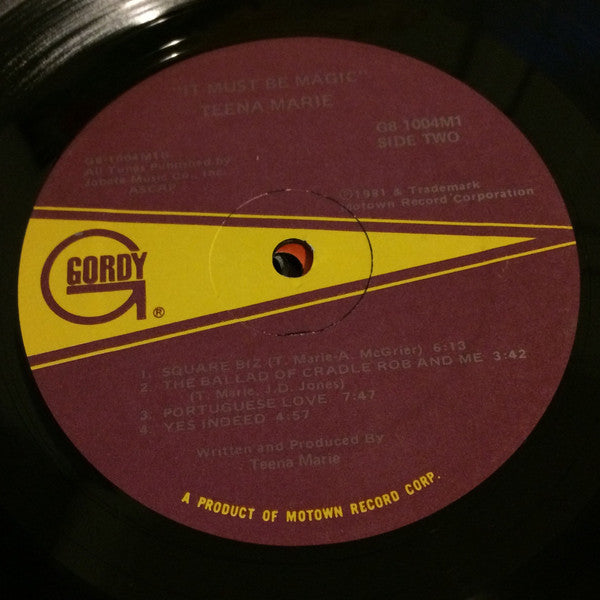 "IT MUST BE MAGIC"
TEENA MARIE
G8-1004M1
SIDE TWO
G8-1004M1B
All Tunes Published by
Jobete Music Co., Inc.
ASCAP
©1981 & Trademark
Motown Record Corporation
GORDY
®
1. SQUARE BIZ (T. Marie-A. McGrier) 6:13
2. THE BALLAD OF CRADLE ROB AND ME 3:42
(T. Marie-J.D. Jones)
3. PORTUGUESE LOVE 7:47
4. YES INDEED 4:57
Written and Produced By
Teena Marie
A PRODUCT OF MOTOWN RECORD CORP.